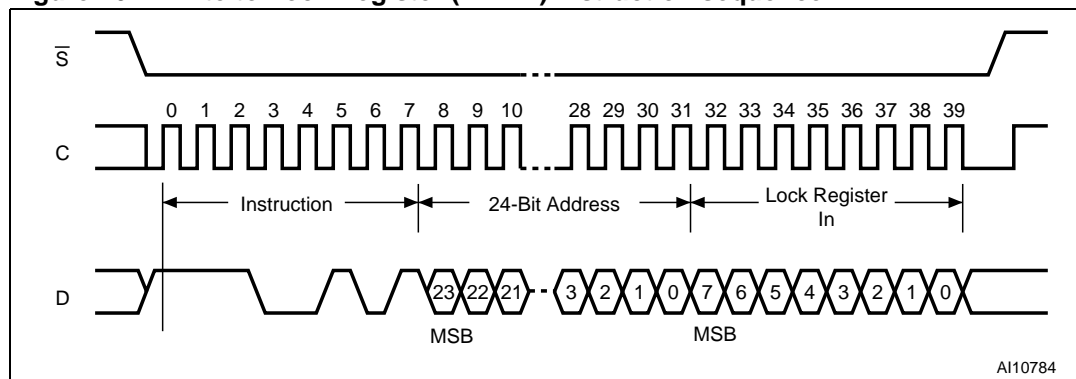 S
0 1 2 3 4 5 6 7 8 9 10 28 29 30 31 32 33 34 35 36 37 38 39
C
Instruction 24-Bit Address Lock Register
In
D 23 22 21 3 2 1 0 7 6 5 4 3 2 1 0
MSB MSB
AI10784